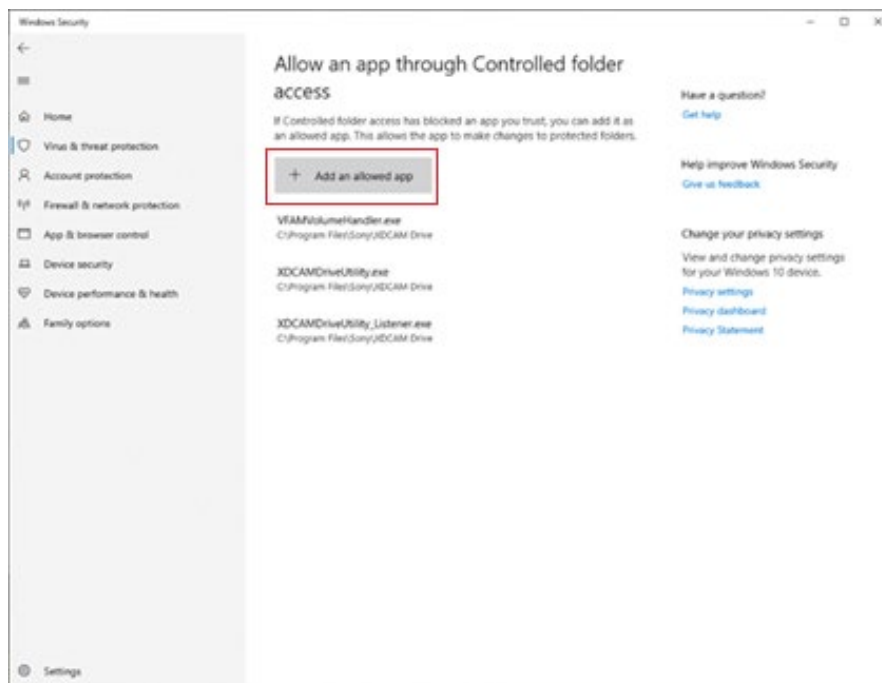 Windows Security
Home
Virus & threat protection
Account protection
Firewall & network protection
App & browser control
Device security
Device performance & health
Family options
Settings
Allow an app through Controlled folder
access
If Controlled folder access has blocked an app you trust, you can add it as
an allowed app. This allows the app to make changes to protected folders.
Add an allowed app
VFAMVolumeHandler.exe
C:\Program Files\Sony\XDCAM Drive
XDCAMDriveUtility.exe
C:\Program Files\Sony\XDCAM Drive
XDCAMDriveUtility_Listener.exe
C:\Program Files\Sony\XDCAM Drive
Have a question?
Get help
Help improve Windows Security
Give us feedback
Change your privacy settings
View and change privacy settings
for your Windows 10 device.
Privacy settings
Privacy dashboard
Privacy Statement